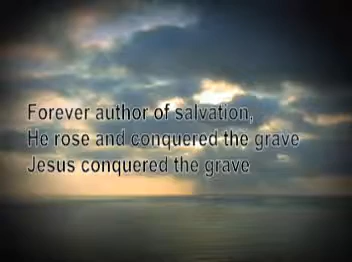 Forever author of salvation,
He rose and conquered the grave
Jesus conquered the grave